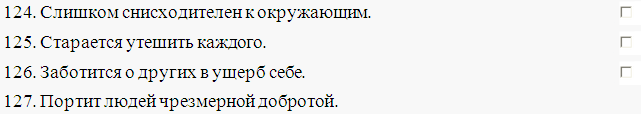 124. Слишком снисходителен к окружающим.
125. Старается утешить каждого.
126. Заботится о других в ущерб себе.
127. Портит людей чрезмерной добротой.